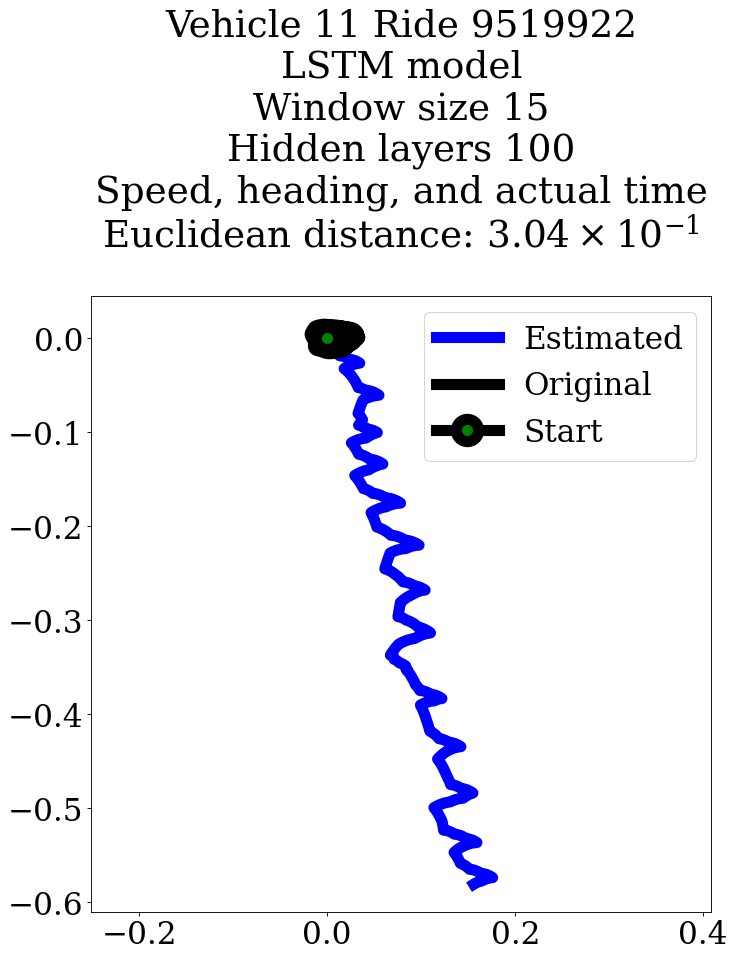 Vehicle 11 Ride 9519922
LSTM model
Window size 15
Hidden layers 100
Speed, heading, and actual time
Euclidean distance: 3.04 × 10⁻¹
Estimated
Original
Start
0.0
−0.1
−0.2
−0.3
−0.4
−0.5
−0.6
−0.2
0.0
0.2
0.4